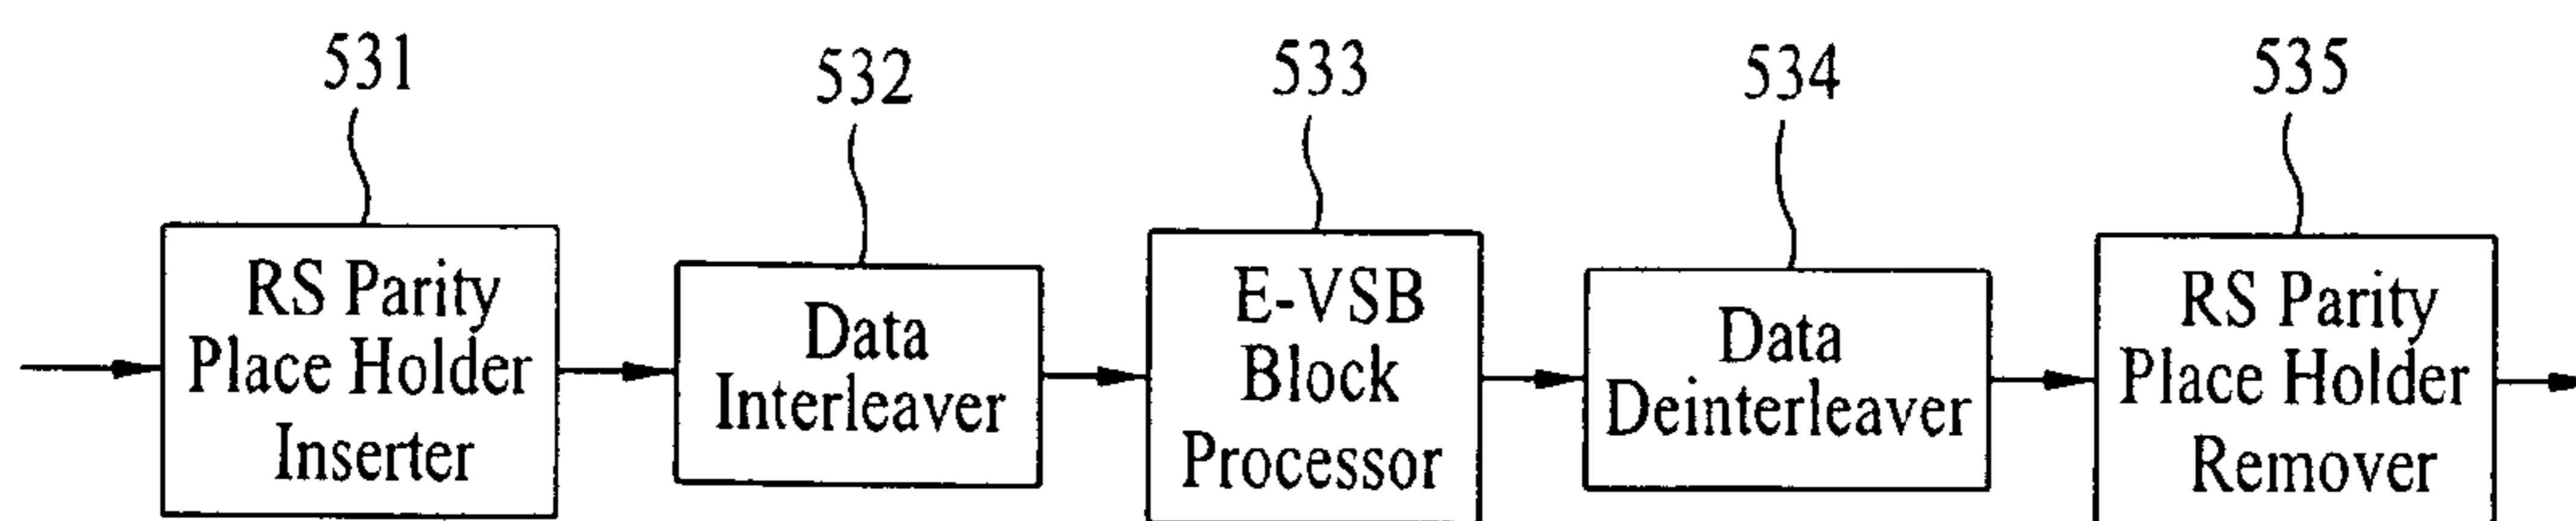 531
532
533
534
535
RS Parity
Place Holder
Inserter
Data
Interleaver
E-VSB
Block
Processor
Data
Deinterleaver
RS Parity
Place Holder
Remover